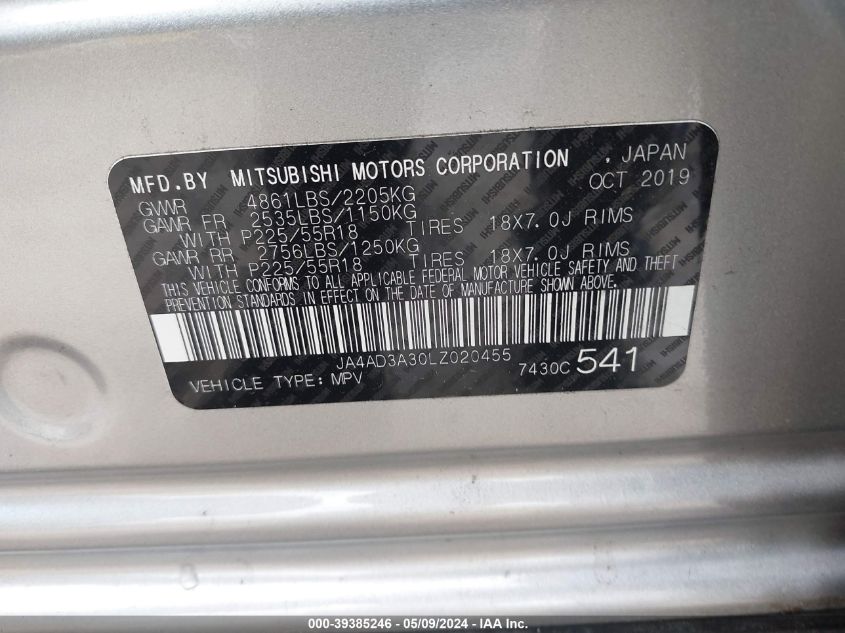 MFD.BY MITSUBISHI MOTORS CORPORATION , JAPAN
GVWR 4861LBS/2205KG OCT 2019
GAWR FR. 2535LBS/1150KG
WITH P225/55R18 TIRES 18X7.0J RIMS
GAWR RR. 2756LBS/1250KG
WITH P225/55R18 TIRES 18X7.0J RIMS
THIS VEHICLE CONFORMS TO ALL APPLICABLE FEDERAL MOTOR VEHICLE SAFETY AND THEFT
PREVENTION STANDARDS IN EFFECT ON THE DATE OF MANUFACTURE SHOWN ABOVE.
JA4AD3A30LZ020455
VEHICLE TYPE: MPV 7430C 541
000-39385246 - 05/09/2024 - IAA Inc.